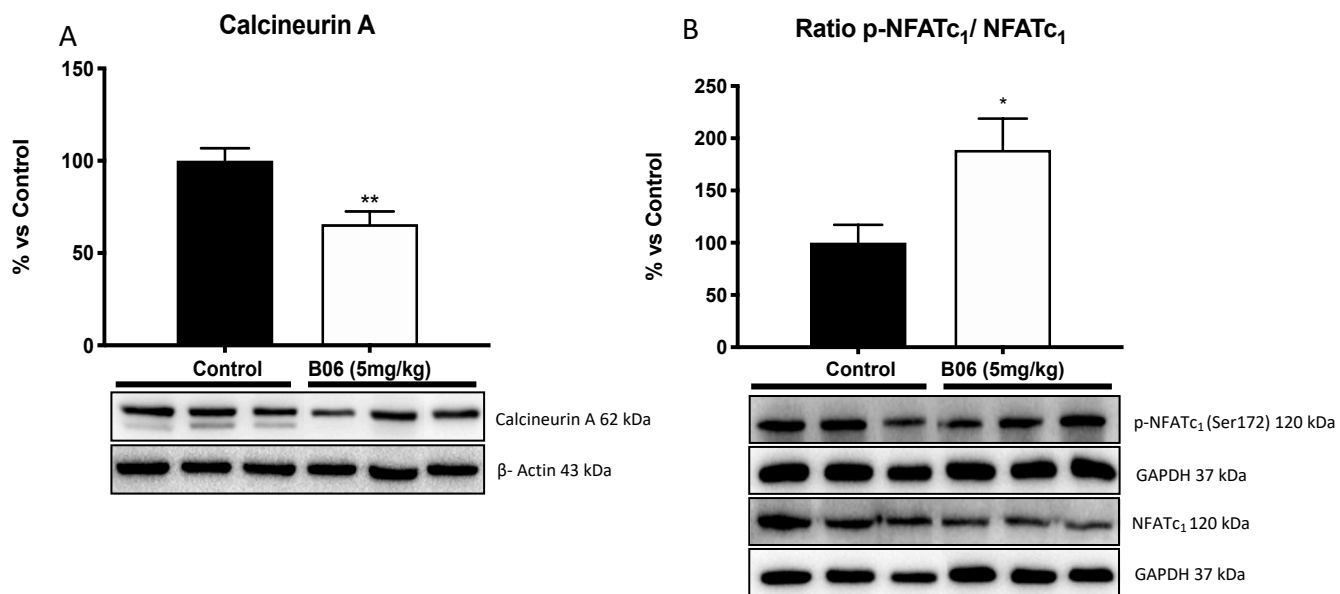 A
Calcineurin A
% vs Control
150
100
50
0
**
Control
B06 (5mg/kg)
Calcineurin A 62 kDa
β- Actin 43 kDa
B
Ratio p-NFATc₁/ NFATc₁
% vs Control
250
200
150
100
50
0
*
Control
B06 (5mg/kg)
p-NFATc₁ (Ser172) 120 kDa
GAPDH 37 kDa
NFATc₁ 120 kDa
GAPDH 37 kDa